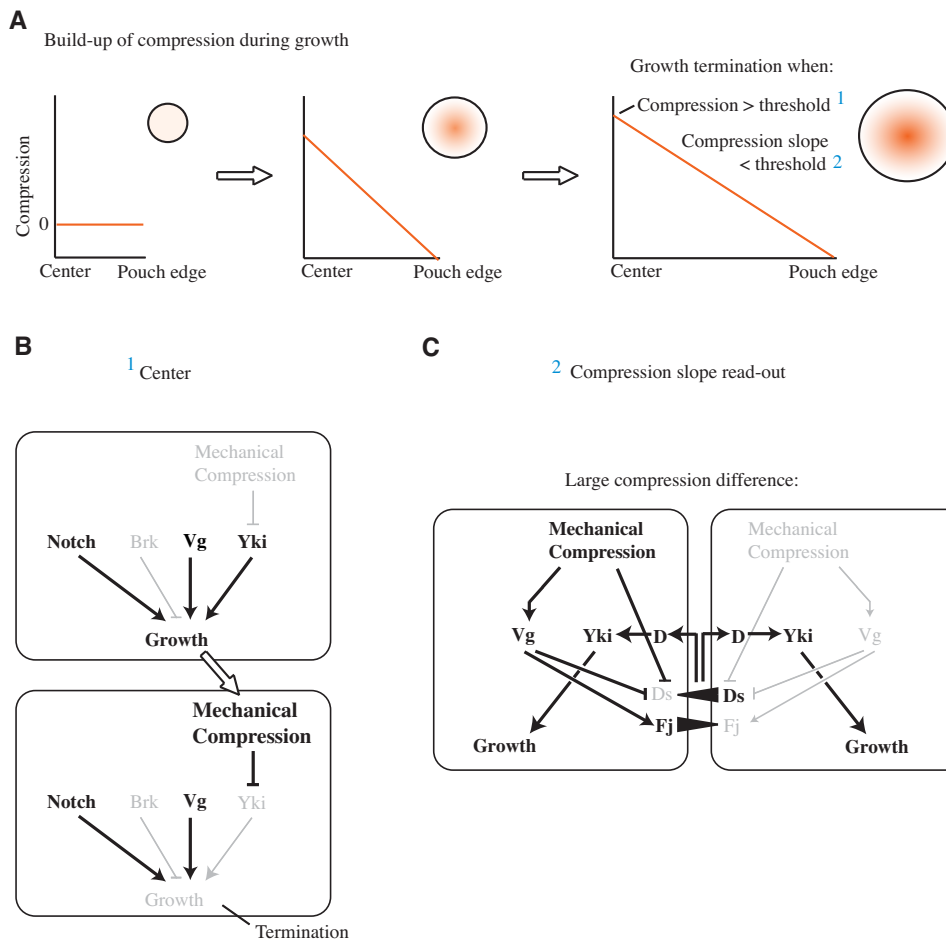 A
Build-up of compression during growth
Growth termination when:
Compression > threshold 1
Compression slope
< threshold 2
Compression
0
Center
Pouch edge
Center
Pouch edge
Center
Pouch edge
B
1 Center
Mechanical
Compression
Notch
Brk
Vg
Yki
Growth
Mechanical
Compression
Notch
Brk
Vg
Yki
Growth
Termination
C
2 Compression slope read-out
Large compression difference:
Mechanical
Compression
Mechanical
Compression
Vg
Yki
D
D
Yki
Vg
Ds
Ds
Fj
Fj
Growth
Growth